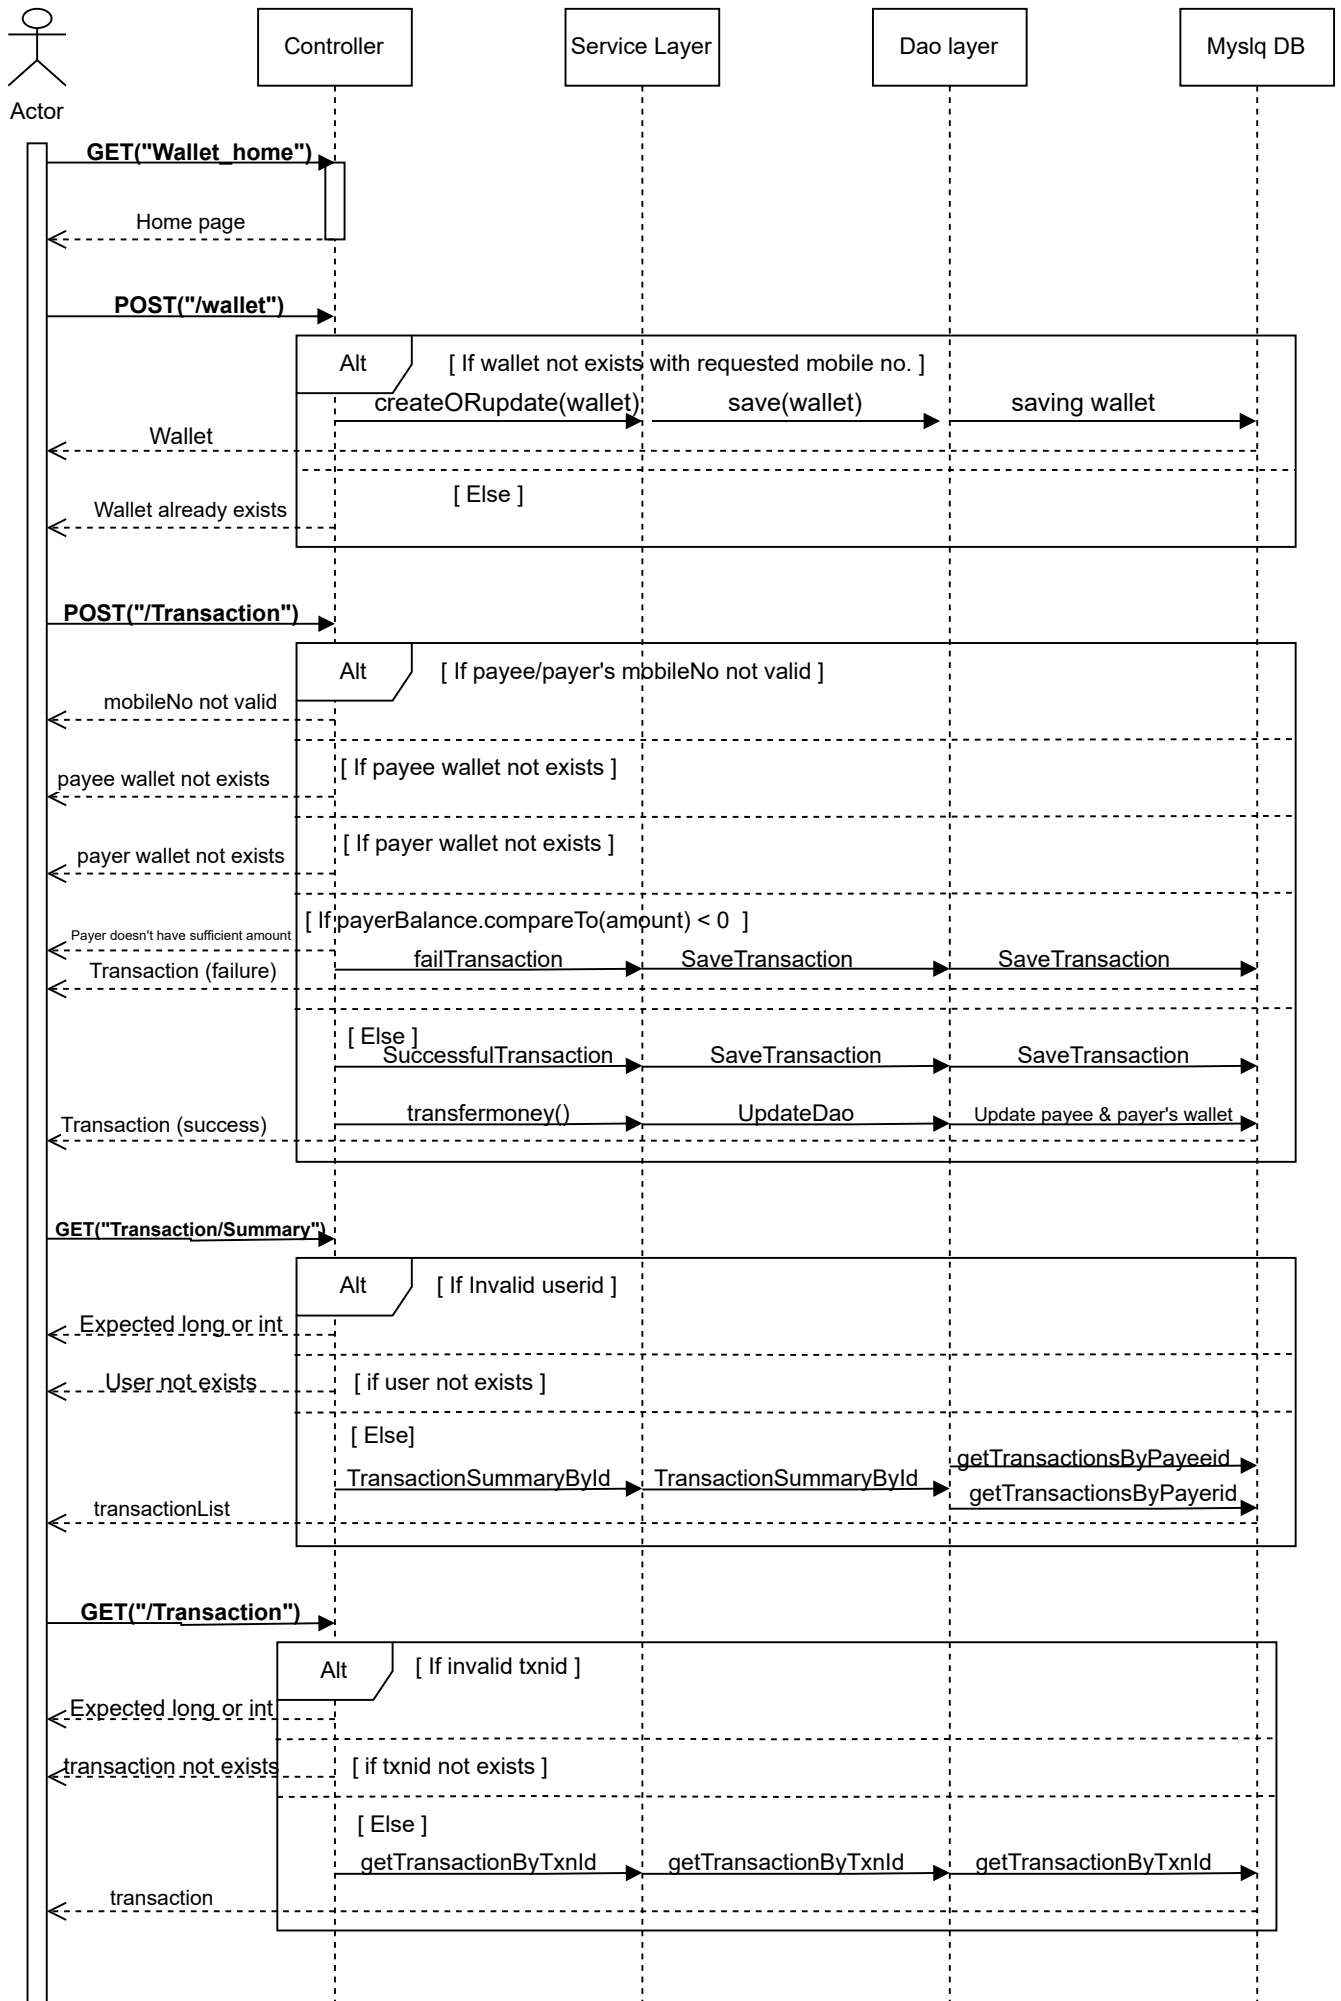 Controller
Service Layer
Dao layer
Myslq DB
Actor
GET("Wallet_home")
Home page
POST("/wallet")
Alt
[ If wallet not exists with requested mobile no. ]
createORupdate(wallet)
save(wallet)
saving wallet
Wallet
[ Else ]
Wallet already exists
POST("/Transaction")
Alt
[ If payee/payer's mobileNo not valid ]
mobileNo not valid
[ If payee wallet not exists ]
payee wallet not exists
[ If payer wallet not exists ]
payer wallet not exists
[ If payerBalance.compareTo(amount) < 0 ]
Payer doesn't have sufficient amount
failTransaction
SaveTransaction
SaveTransaction
Transaction (failure)
[ Else ]
SuccessfulTransaction
SaveTransaction
SaveTransaction
transfermoney()
UpdateDao
Update payee & payer's wallet
Transaction (success)
GET("Transaction/Summary")
Alt
[ If Invalid userid ]
Expected long or int
User not exists
[ if user not exists ]
[ Else]
getTransactionsByPayeeid
TransactionSummaryById
TransactionSummaryById
getTransactionsByPayerid
transactionList
GET("/Transaction")
Alt
[ If invalid txnid ]
Expected long or int
transaction not exists
[ if txnid not exists ]
[ Else ]
getTransactionByTxnId
getTransactionByTxnId
getTransactionByTxnId
transaction